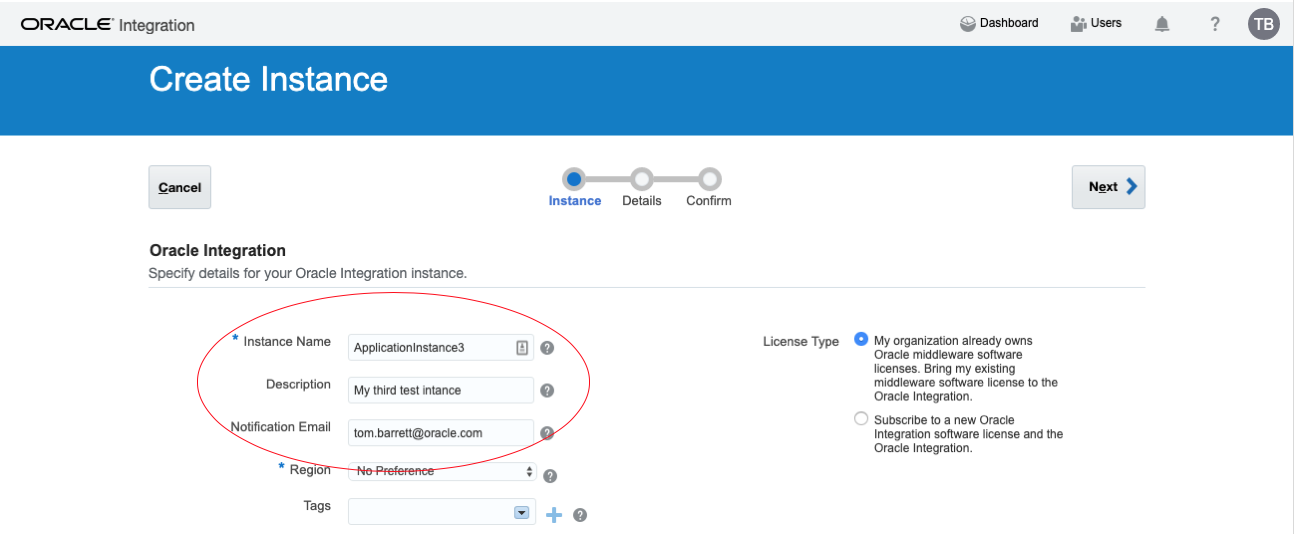 ORACLE Integration
Dashboard
Users
?
TB
Create Instance
Cancel
Instance
Details
Confirm
Next
Oracle Integration
Specify details for your Oracle Integration instance.
* Instance Name
ApplicationInstance3
?
Description
My third test intance
?
Notification Email
tom.barrett@oracle.com
?
* Region
No Preference
?
Tags
?
License Type
My organization already owns
Oracle middleware software
licenses. Bring my existing
middleware software license to the
Oracle Integration.
Subscribe to a new Oracle
Integration software license and the
Oracle Integration.